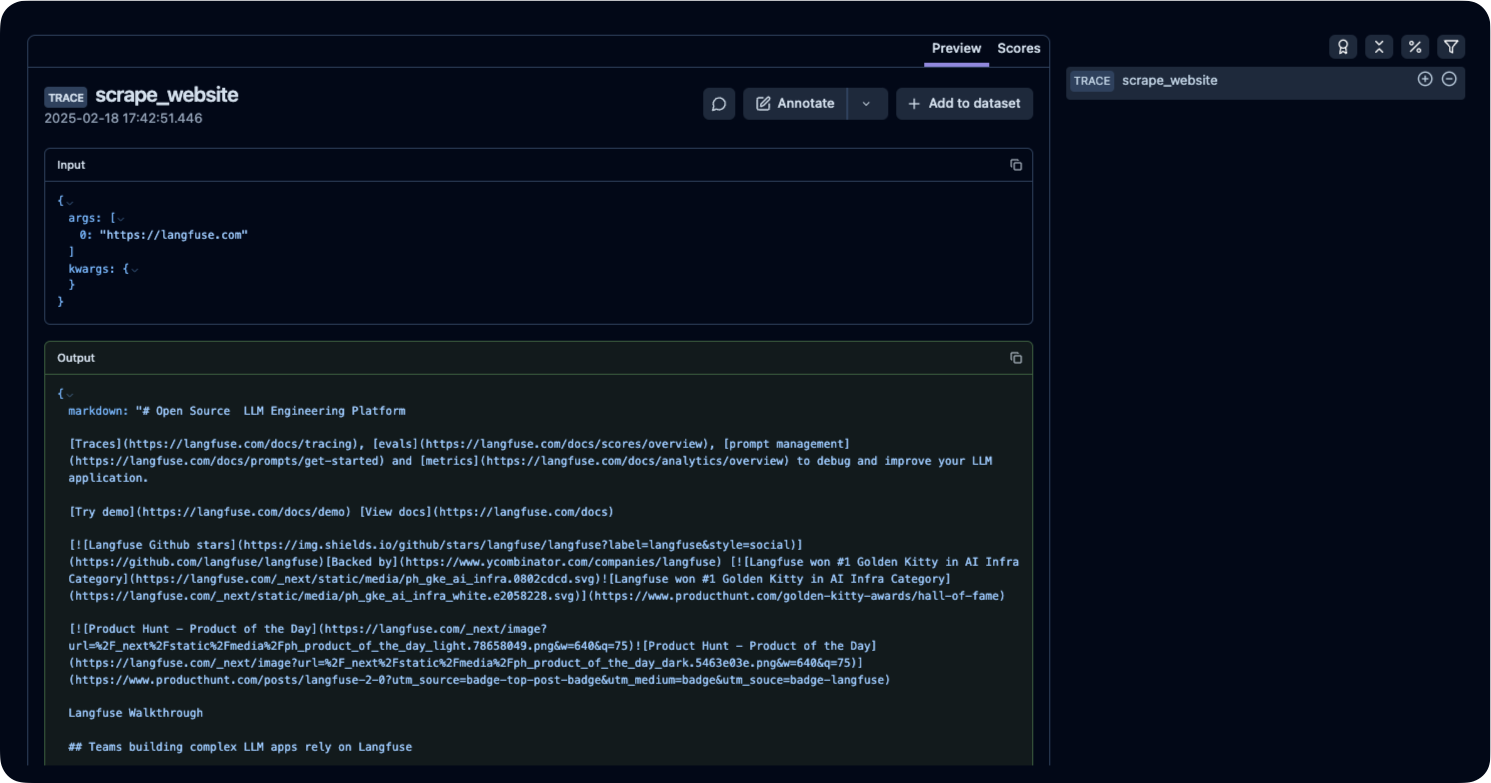 Preview Scores
TRACE scrape_website
TRACE scrape_website
2025-02-18 17:42:51.446
Annotate
+ Add to dataset
Input
{
args: [
0: "https://langfuse.com"
]
kwargs: {
}
}
Output
{
markdown: "# Open Source  LLM Engineering Platform
[Traces](https://langfuse.com/docs/tracing), [evals](https://langfuse.com/docs/scores/overview), [prompt management]
(https://langfuse.com/docs/prompts/get-started) and [metrics](https://langfuse.com/docs/analytics/overview) to debug and improve your LLM
application.
[Try demo](https://langfuse.com/docs/demo) [View docs](https://langfuse.com/docs)
[![Langfuse Github stars](https://img.shields.io/github/stars/langfuse/langfuse?label=langfuse&style=social)]
(https://github.com/langfuse/langfuse)[Backed by](https://www.ycombinator.com/companies/langfuse) [![Langfuse won #1 Golden Kitty in AI Infra
Category](https://langfuse.com/_next/static/media/ph_gke_ai_infra.0802cdcd.svg)![Langfuse won #1 Golden Kitty in AI Infra Category]
(https://langfuse.com/_next/static/media/ph_gke_ai_infra_white.e2058228.svg)](https://www.producthunt.com/golden-kitty-awards/hall-of-fame)
[![Product Hunt – Product of the Day](https://langfuse.com/_next/image?
url=%2F_next%2Fstatic%2Fmedia%2Fph_product_of_the_day_light.78658049.png&w=640&q=75)![Product Hunt – Product of the Day]
(https://langfuse.com/_next/image?url=%2F_next%2Fstatic%2Fmedia%2Fph_product_of_the_day_dark.5463e03e.png&w=640&q=75)]
(https://www.producthunt.com/posts/langfuse-2-0?utm_source=badge-top-post-badge&utm_medium=badge&utm_souce=badge-langfuse)
Langfuse Walkthrough
## Teams building complex LLM apps rely on Langfuse